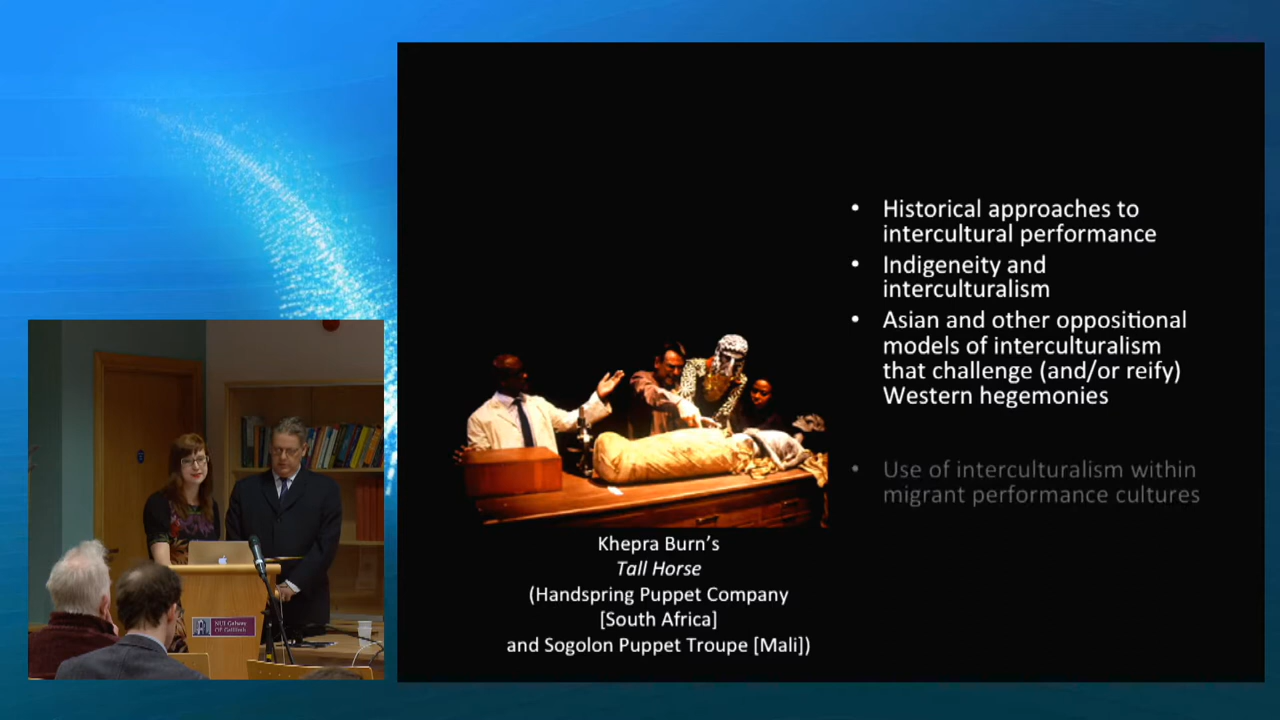 • Historical approaches to
intercultural performance
• Indigeneity and
interculturalism
• Asian and other oppositional
models of interculturalism
that challenge (and/or reify)
Western hegemonies
• Use of interculturalism within
migrant performance cultures
Khepra Burn's
Tall Horse
(Handspring Puppet Company
[South Africa]
and Sogolon Puppet Troupe [Mali])
NUI Galway
OÉ Gaillimh